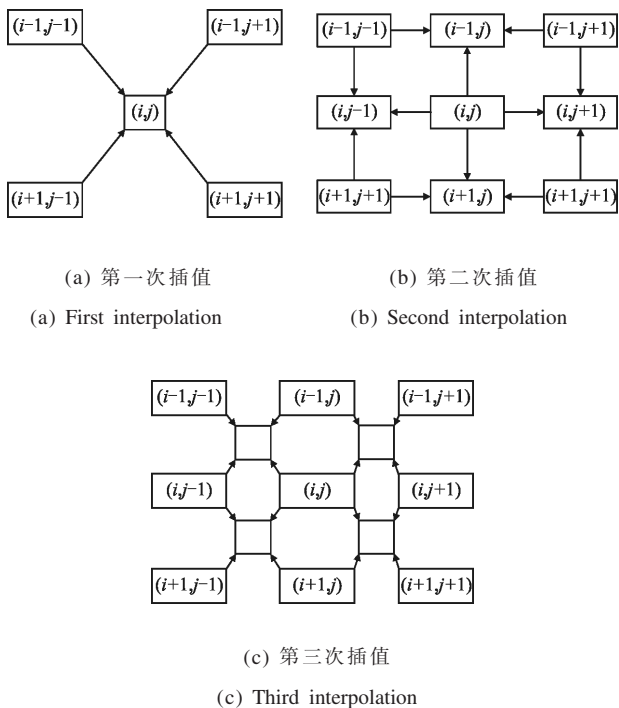 (i−1,j−1) (i−1,j+1)
(i,j)
(i+1,j−1) (i+1,j+1)
(i−1,j−1) (i−1,j) (i−1,j+1)
(i,j−1) (i,j) (i,j+1)
(i+1,j+1) (i+1,j) (i+1,j+1)
(a) 第一次插值
(a) First interpolation
(b) 第二次插值
(b) Second interpolation
(i−1,j−1) (i−1,j) (i−1,j+1)
(i,j−1) (i,j) (i,j+1)
(i+1,j−1) (i+1,j) (i+1,j+1)
(c) 第三次插值
(c) Third interpolation